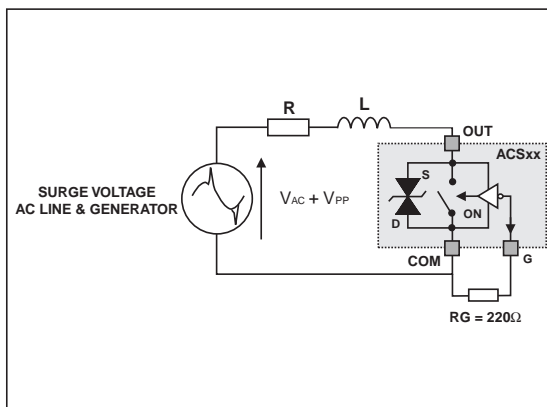 R
L
OUT
ACSxx
SURGE VOLTAGE
AC LINE & GENERATOR
VAC + VPP
S
D
ON
COM
G
RG = 220Ω